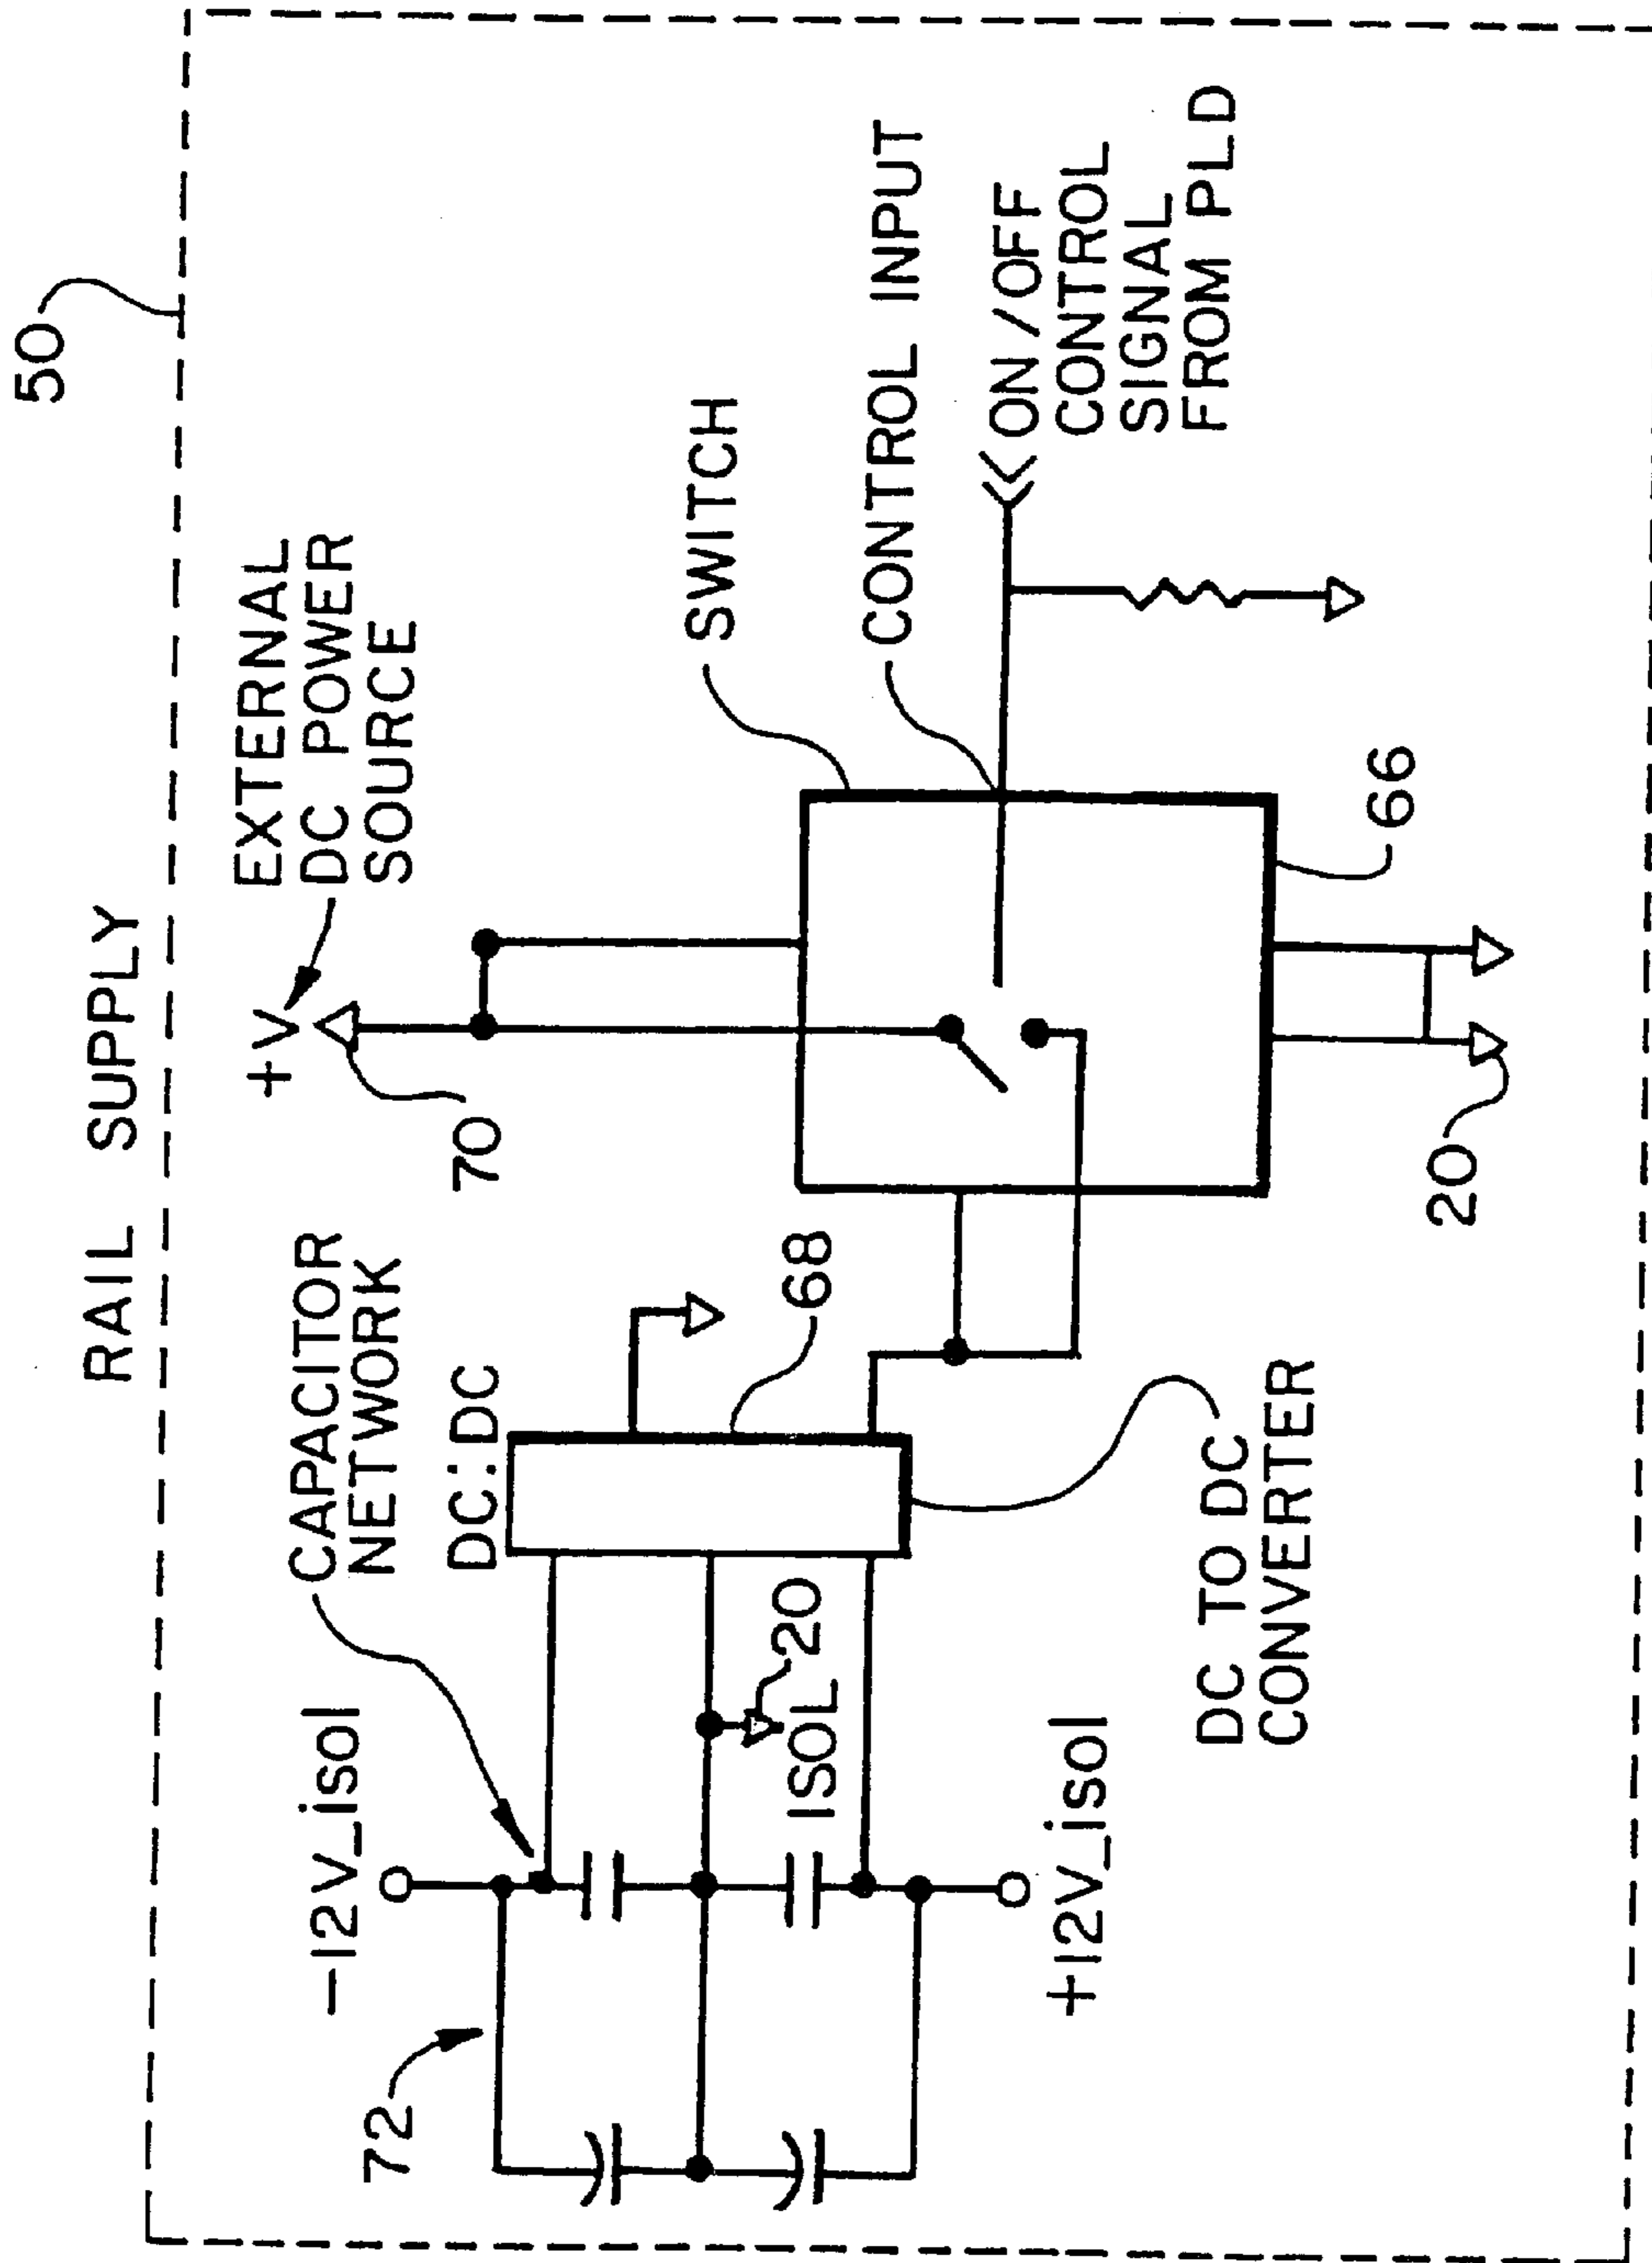 RAIL SUPPLY
50
+V
EXTERNAL
DC POWER
SOURCE
70
SWITCH
CONTROL INPUT
ON/OFF
CONTROL
SIGNAL
FROM PLD
66
20
CAPACITOR
NETWORK
DC:DC
68
-12V_isol
72
20
ISOL
+12V_isol
DC TO DC
CONVERTER